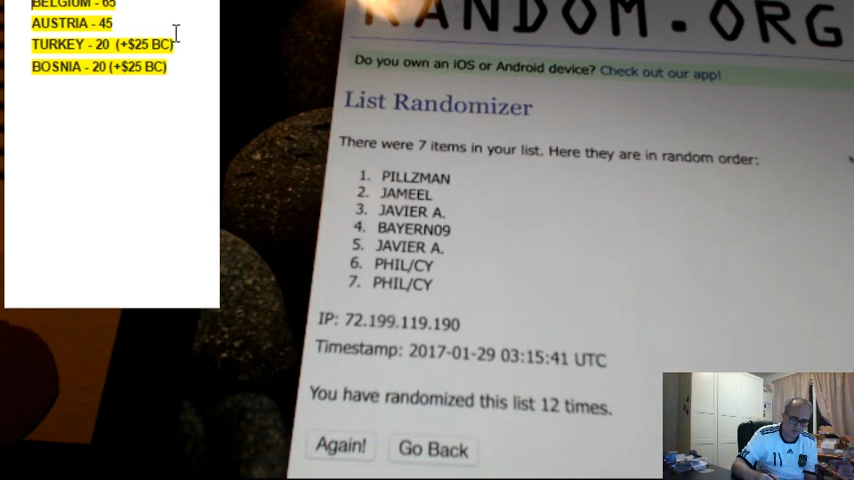 BELGIUM - 65
AUSTRIA - 45
TURKEY - 20 (+$25 BC)
BOSNIA - 20 (+$25 BC)
RANDOM.ORG
Do you own an iOS or Android device? Check out our app!
List Randomizer
There were 7 items in your list. Here they are in random order:
1. PILLZMAN
2. JAMEEL
3. JAVIER A.
4. BAYERN09
5. JAVIER A.
6. PHIL/CY
7. PHIL/CY
IP: 72.199.119.190
Timestamp: 2017-01-29 03:15:41 UTC
You have randomized this list 12 times.
Again!
Go Back
11